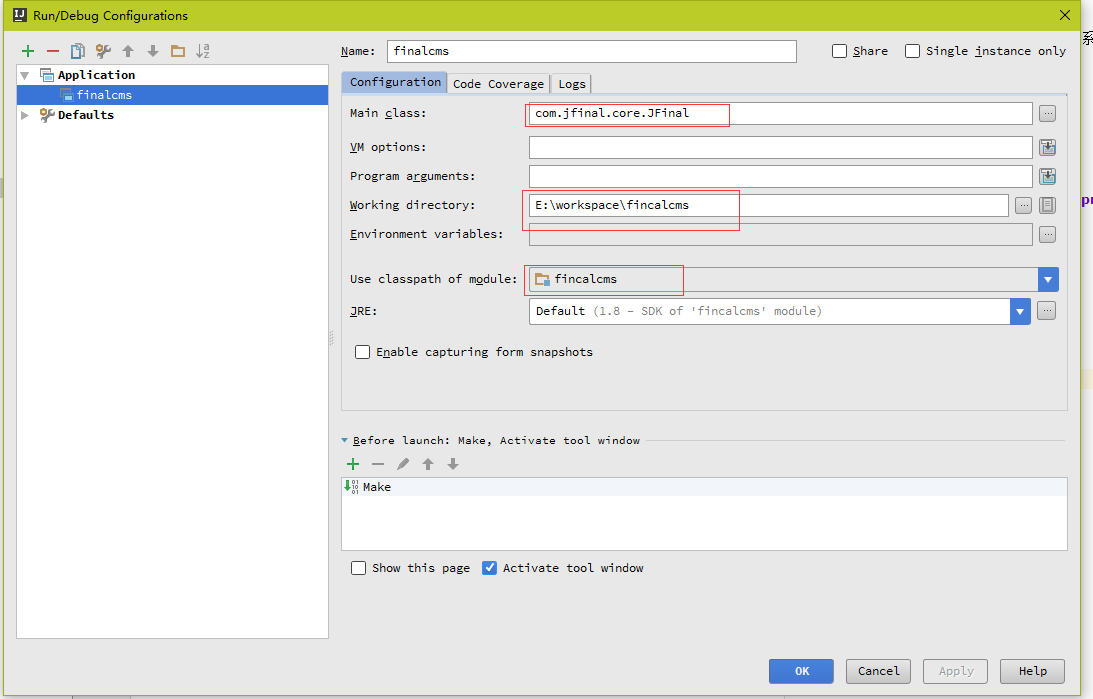 Run/Debug Configurations
系
Name: finalcms
Share
Single instance only
Application
finalcms
Defaults
Configuration
Code Coverage
Logs
Main class: com.jfinal.core.JFinal
VM options:
Program arguments:
Working directory: E:\workspace\fincalcms
pr
Environment variables:
Use classpath of module: fincalcms
JRE: Default (1.8 - SDK of 'fincalcms' module)
Enable capturing form snapshots
Before launch: Make, Activate tool window
Make
Show this page
Activate tool window
OK
Cancel
Apply
Help